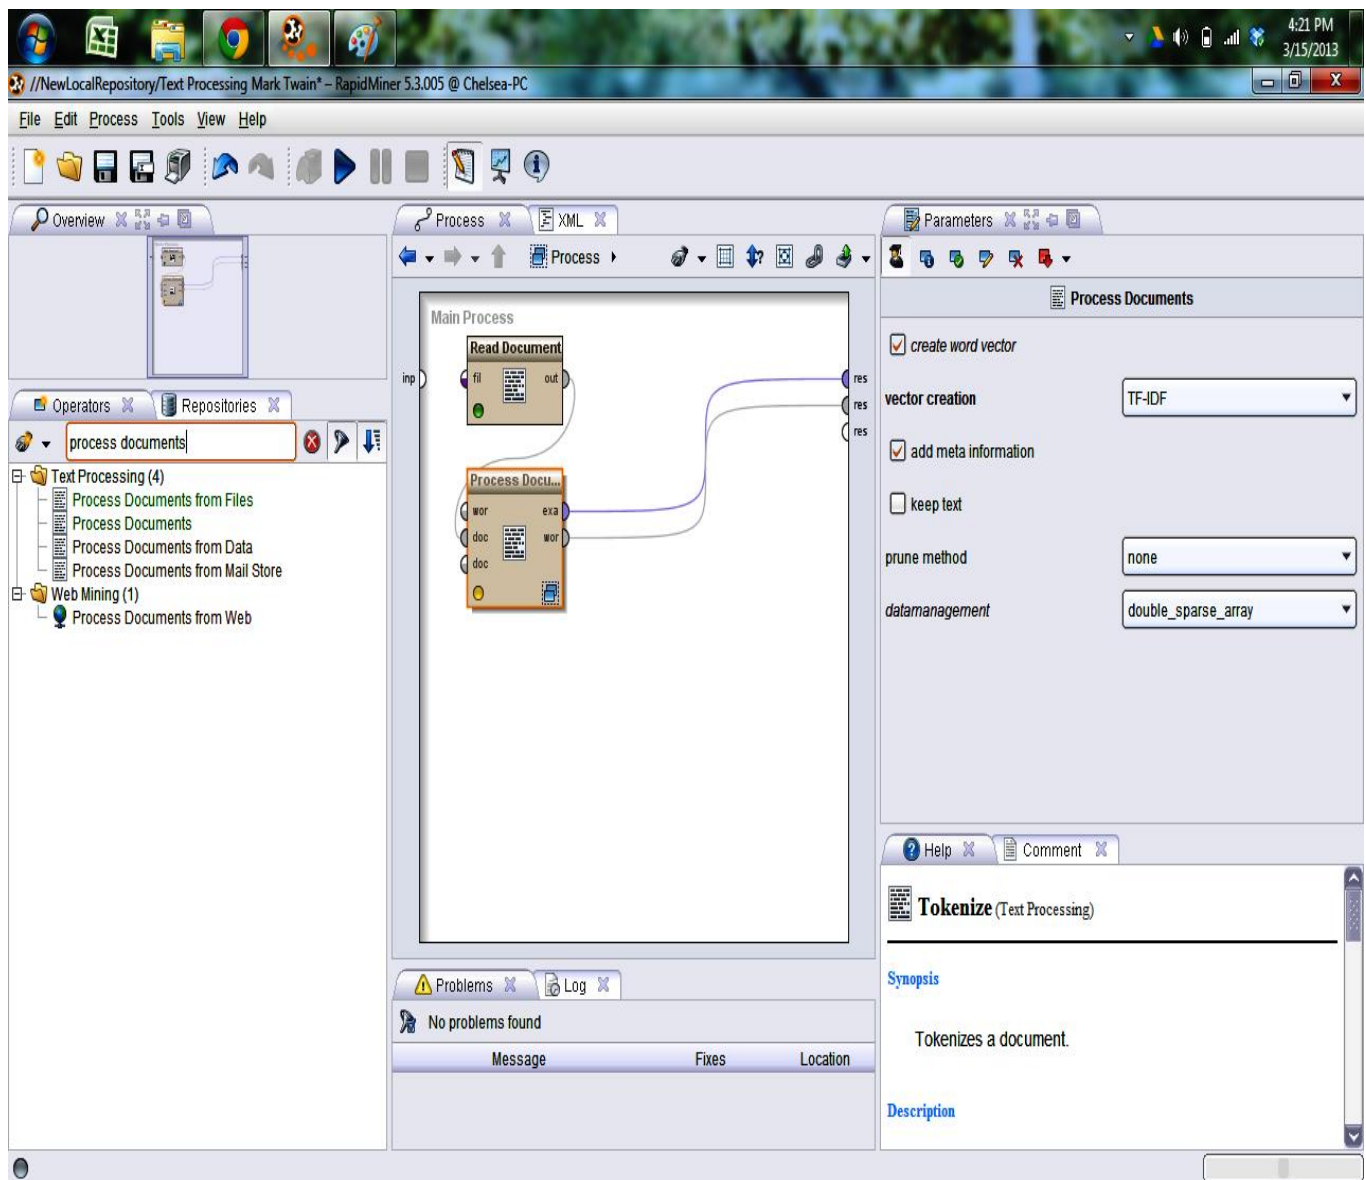 4:21 PM
3/15/2013
//NewLocalRepository/Text Processing Mark Twain* – RapidMiner 5.3.005 @ Chelsea-PC
File Edit Process Tools View Help
Overview
Operators
Repositories
process documents
Text Processing (4)
Process Documents from Files
Process Documents
Process Documents from Data
Process Documents from Mail Store
Web Mining (1)
Process Documents from Web
Process
XML
Process
Main Process
Read Document
inp
fil
out
res
res
res
Process Docu...
wor
exa
doc
wor
doc
Problems
Log
No problems found
Message Fixes Location
Parameters
Process Documents
create word vector
vector creation TF-IDF
add meta information
keep text
prune method none
datamanagement double_sparse_array
Help
Comment
Tokenize (Text Processing)
Synopsis
Tokenizes a document.
Description